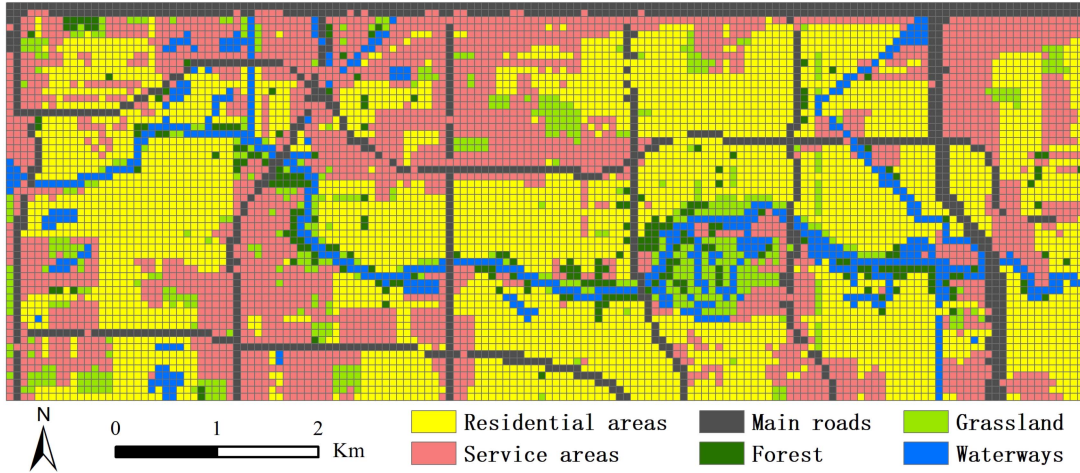 N
0 1 2
Km
Residential areas Main roads Grassland
Service areas Forest Waterways